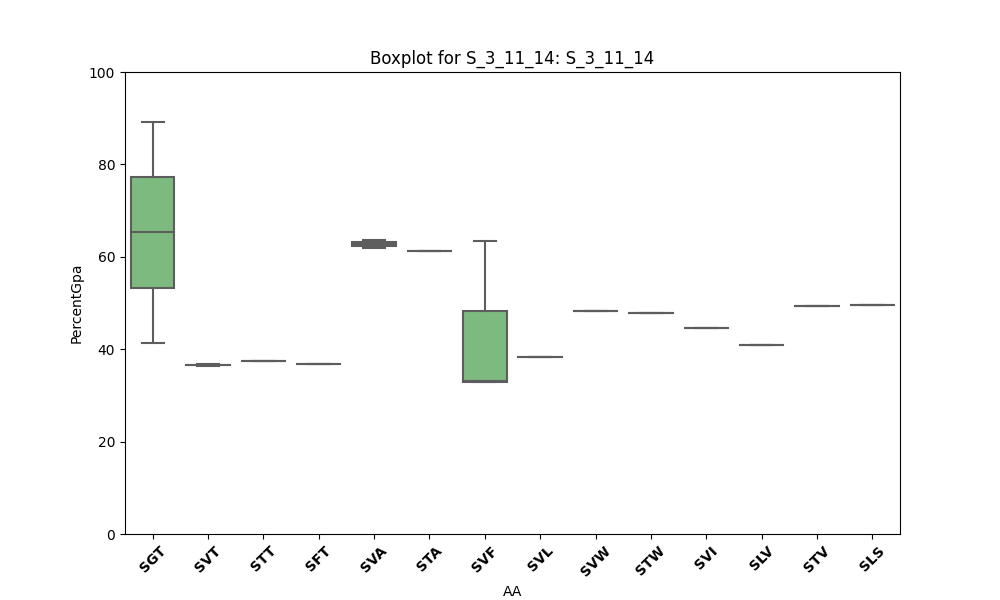 Boxplot for S_3_11_14: S_3_11_14
100
80
60
40
20
0
PercentGpa
SGT SVT STT SFT SVA STA SVF SVL SVW STW SVI SLV STV SLS
AA